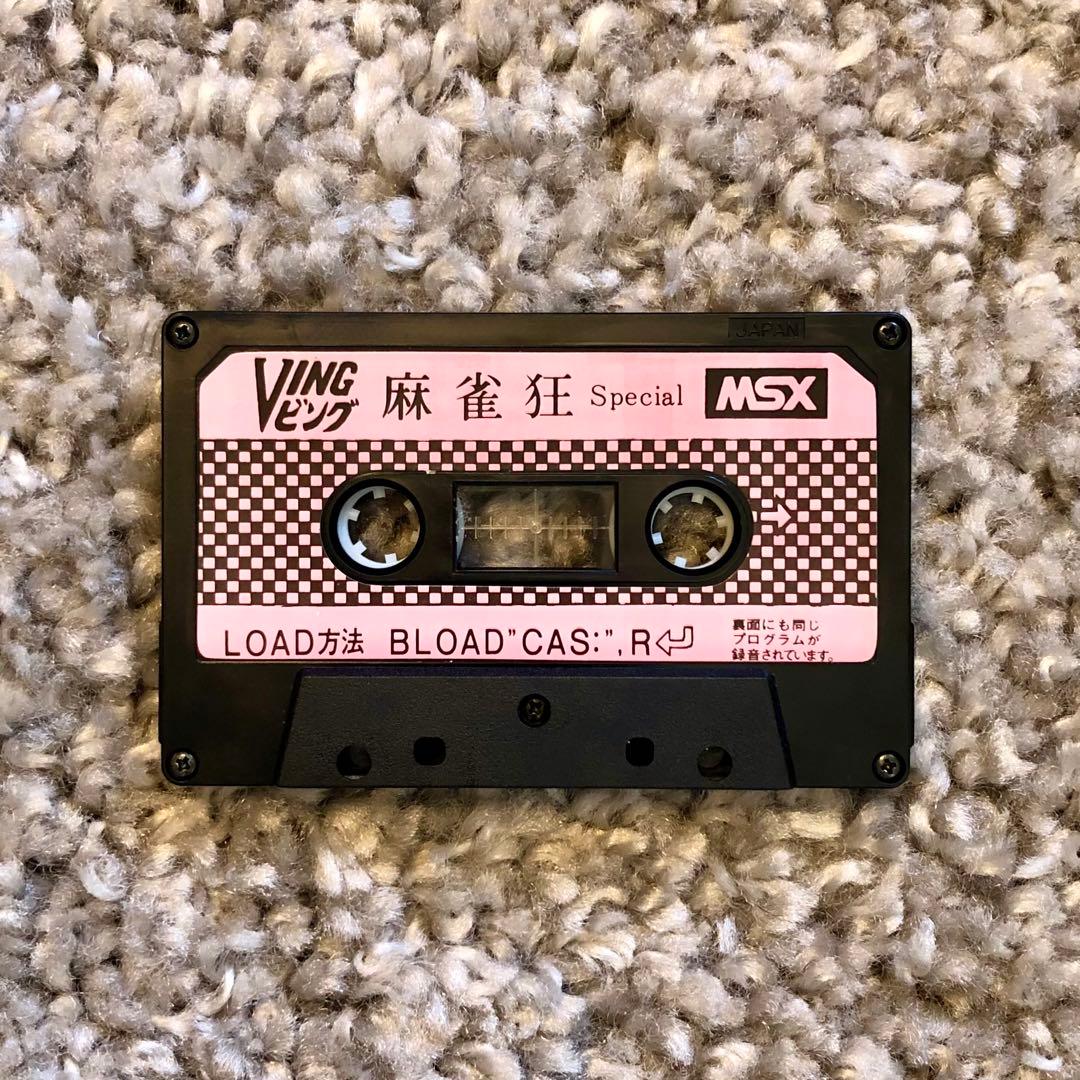 JAPAN
VING
ビング
麻雀狂 Special
MSX
LOAD方法 BLOAD"CAS:",R
裏面にも同じ
プログラムが
録音されています。